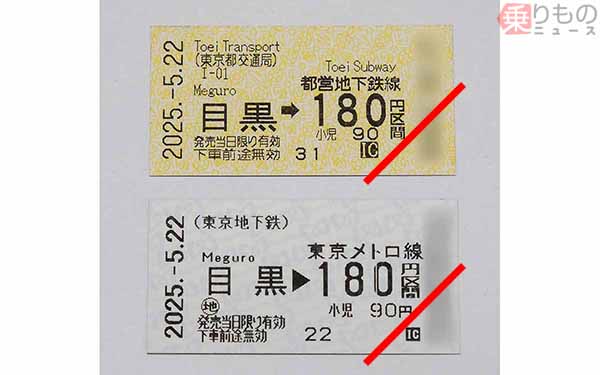 乗りもの
ニュース
2025.-5.22
Toei Transport
(東京都交通局)
I-01
Toei Subway
Meguro
都営地下鉄線
目黒➡180円区間
小児 90
発売当日限り有効
下車前途無効 31 IC
2025.-5.22
(東京地下鉄)
Meguro
東京メトロ線
目黒▶180円区間
㊞
小児 90円
発売当日限り有効
下車前途無効 22 IC